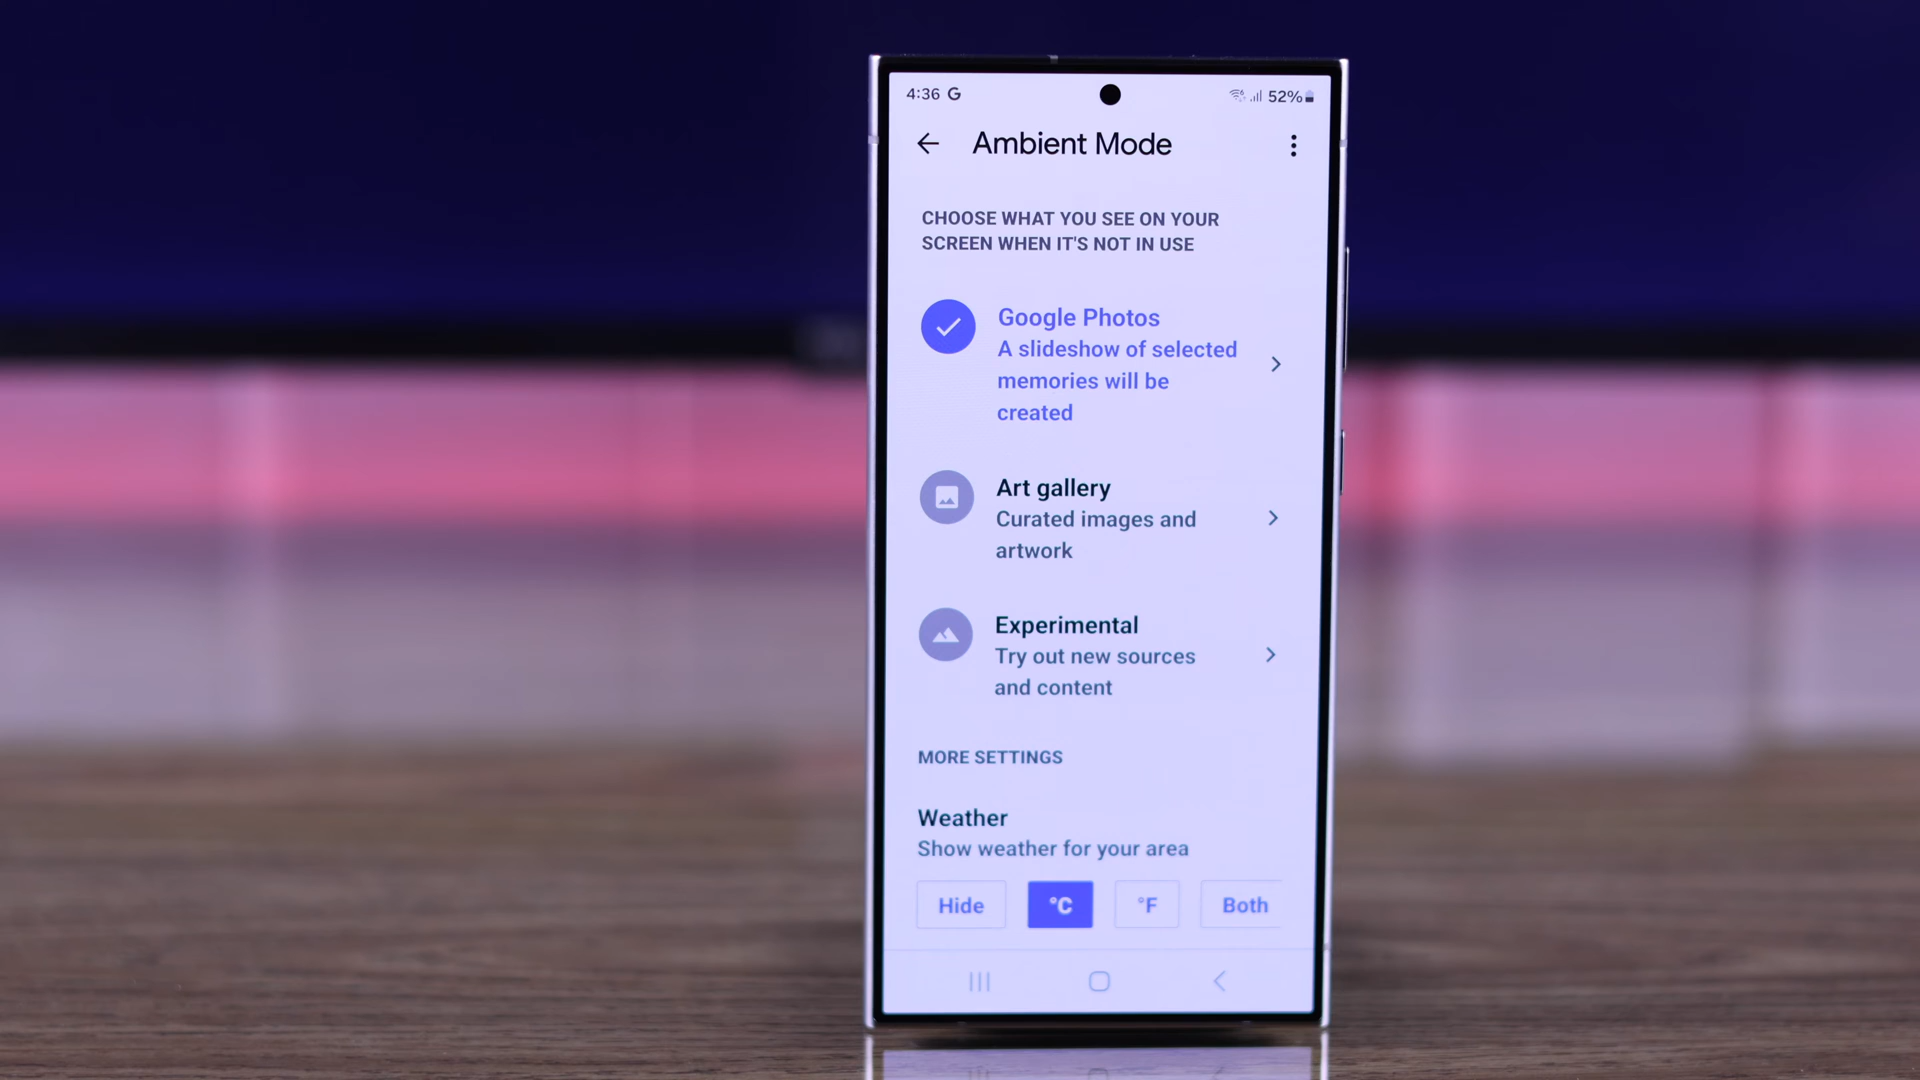 4:36 G 52%
Ambient Mode
CHOOSE WHAT YOU SEE ON YOUR
SCREEN WHEN IT'S NOT IN USE
Google Photos
A slideshow of selected
memories will be
created
Art gallery
Curated images and
artwork
Experimental
Try out new sources
and content
MORE SETTINGS
Weather
Show weather for your area
Hide °C °F Both